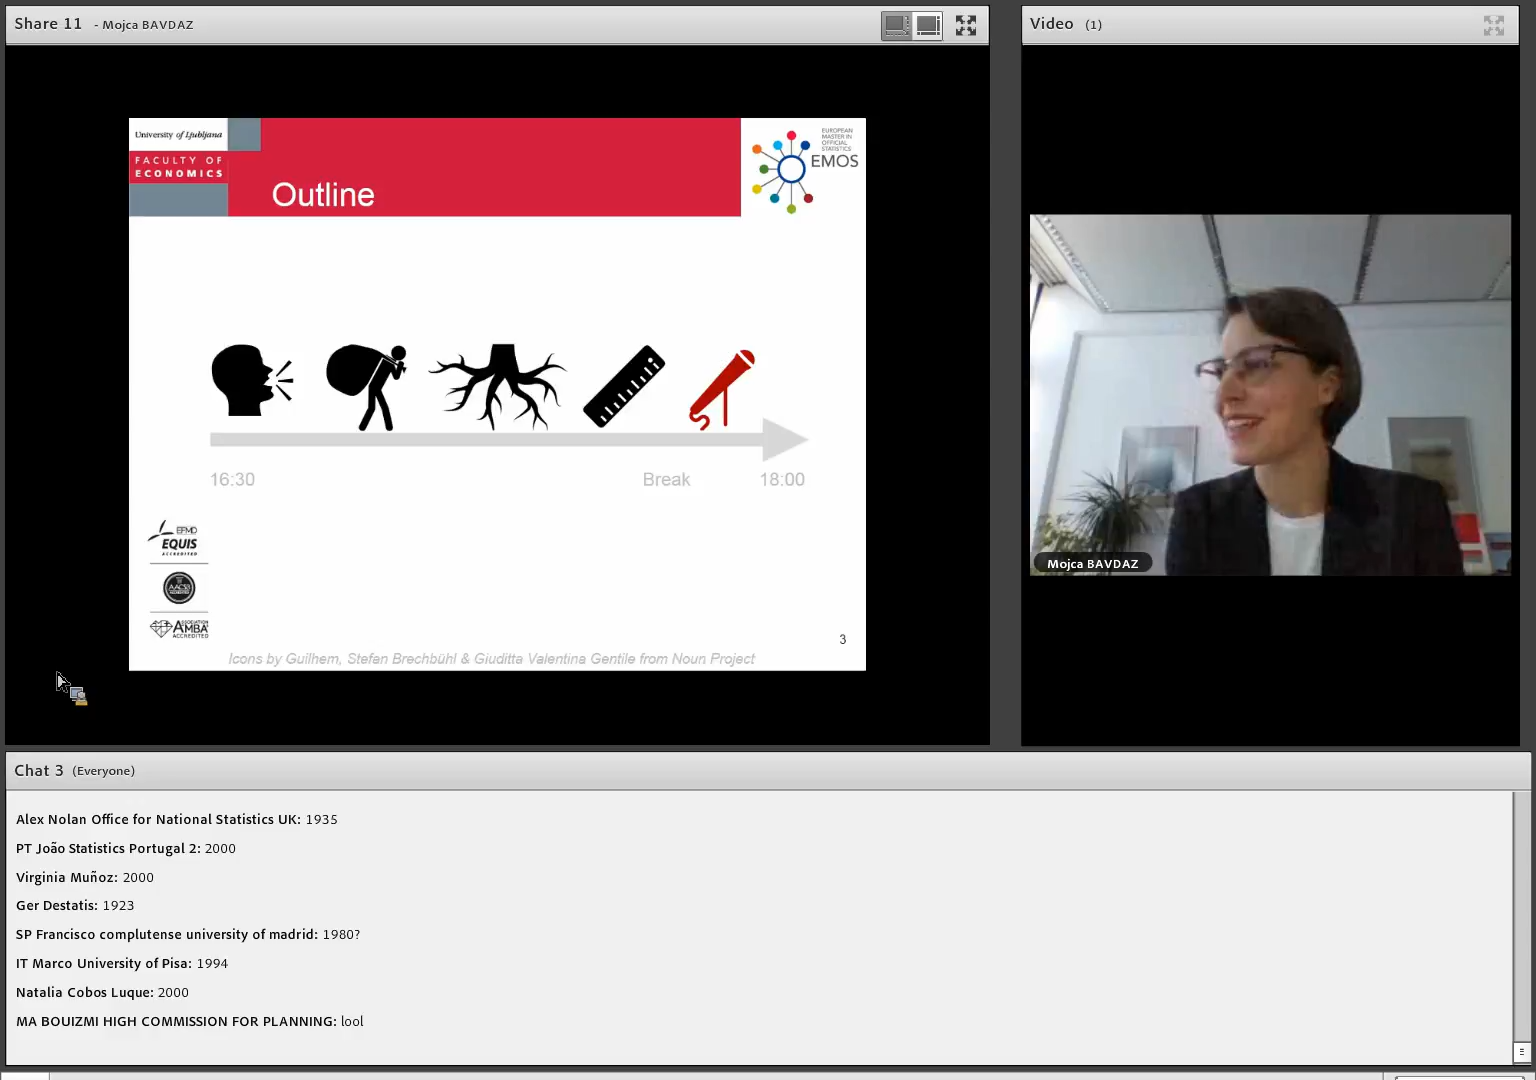 Share 11 - Mojca BAVDAZ
Video (1)
University of Ljubljana
FACULTY OF
ECONOMICS
Outline
EUROPEAN
MASTER IN
OFFICIAL
STATISTICS
EMOS
16:30
Break
18:00
EFMD
EQUIS
ACCREDITED
AACSB
ACCREDITED
ASSOCIATION
AMBA
ACCREDITED
3
Icons by Guilhem, Stefan Brechbühl & Giuditta Valentina Gentile from Noun Project
Mojca BAVDAZ
Chat 3 (Everyone)
Alex Nolan Office for National Statistics UK: 1935
PT João Statistics Portugal 2: 2000
Virginia Muñoz: 2000
Ger Destatis: 1923
SP Francisco complutense university of madrid: 1980?
IT Marco University of Pisa: 1994
Natalia Cobos Luque: 2000
MA BOUIZMI HIGH COMMISSION FOR PLANNING: lool